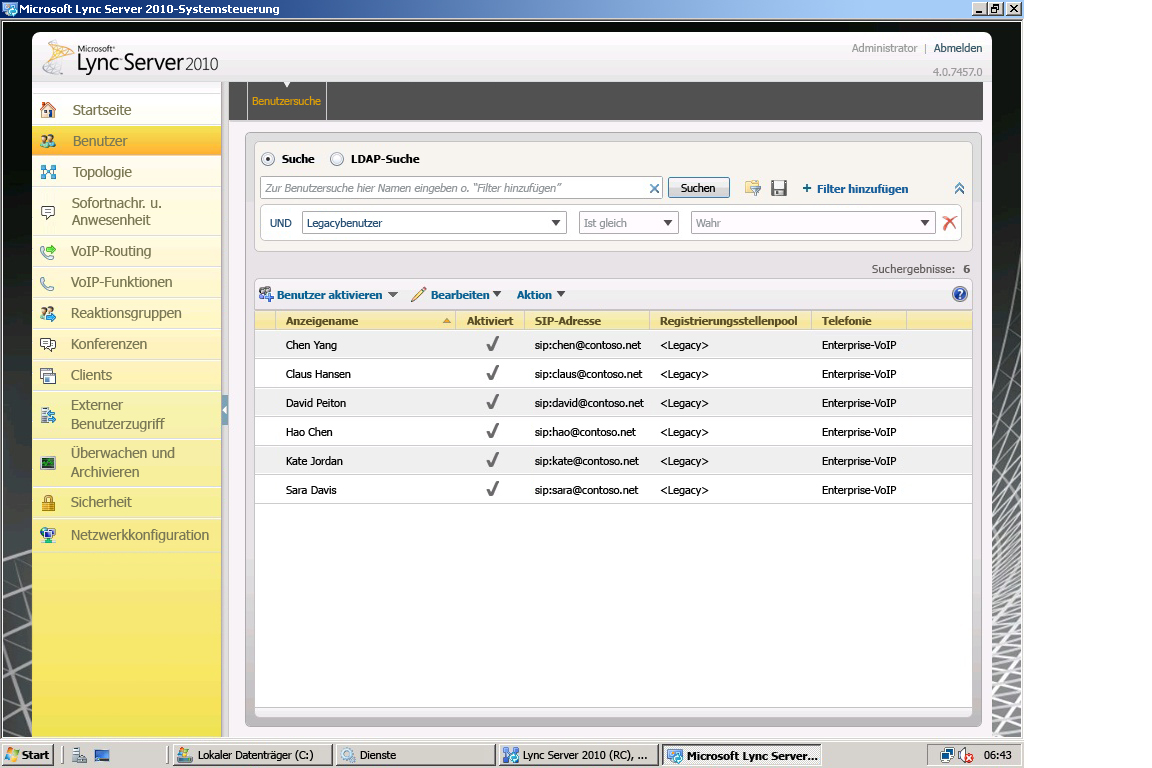 Microsoft Lync Server 2010-Systemsteuerung
Microsoft®
Lync Server 2010
Administrator | Abmelden
4.0.7457.0
Startseite
Benutzer
Topologie
Sofortnachr. u.
Anwesenheit
VoIP-Routing
VoIP-Funktionen
Reaktionsgruppen
Konferenzen
Clients
Externer
Benutzerzugriff
Überwachen und
Archivieren
Sicherheit
Netzwerkkonfiguration
Benutzersuche
Suche LDAP-Suche
Zur Benutzersuche hier Namen eingeben o. "Filter hinzufügen" Suchen + Filter hinzufügen
UND Legacybenutzer Ist gleich Wahr
Suchergebnisse: 6
Benutzer aktivieren Bearbeiten Aktion ?
Anzeigename Aktiviert SIP-Adresse Registrierungsstellenpool Telefonie
Chen Yang sip:chen@contoso.net <Legacy> Enterprise-VoIP
Claus Hansen sip:claus@contoso.net <Legacy> Enterprise-VoIP
David Peiton sip:david@contoso.net <Legacy> Enterprise-VoIP
Hao Chen sip:hao@contoso.net <Legacy> Enterprise-VoIP
Kate Jordan sip:kate@contoso.net <Legacy> Enterprise-VoIP
Sara Davis sip:sara@contoso.net <Legacy> Enterprise-VoIP
Start Lokaler Datenträger (C:) Dienste Lync Server 2010 (RC), ... Microsoft Lync Server... 06:43